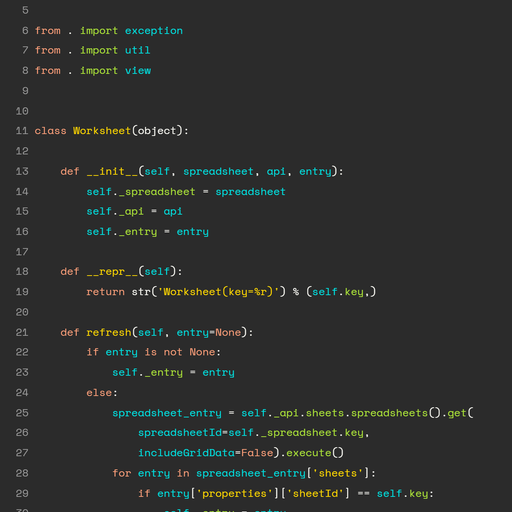 5
6 from . import exception
7 from . import util
8 from . import view
9
10
11 class Worksheet(object):
12
13     def __init__(self, spreadsheet, api, entry):
14         self._spreadsheet = spreadsheet
15         self._api = api
16         self._entry = entry
17
18     def __repr__(self):
19         return str('Worksheet(key=%r)') % (self.key,)
20
21     def refresh(self, entry=None):
22         if entry is not None:
23             self._entry = entry
24         else:
25             spreadsheet_entry = self._api.sheets.spreadsheets().get(
26                 spreadsheetId=self._spreadsheet.key,
27                 includeGridData=False).execute()
28             for entry in spreadsheet_entry['sheets']:
29                 if entry['properties']['sheetId'] == self.key: